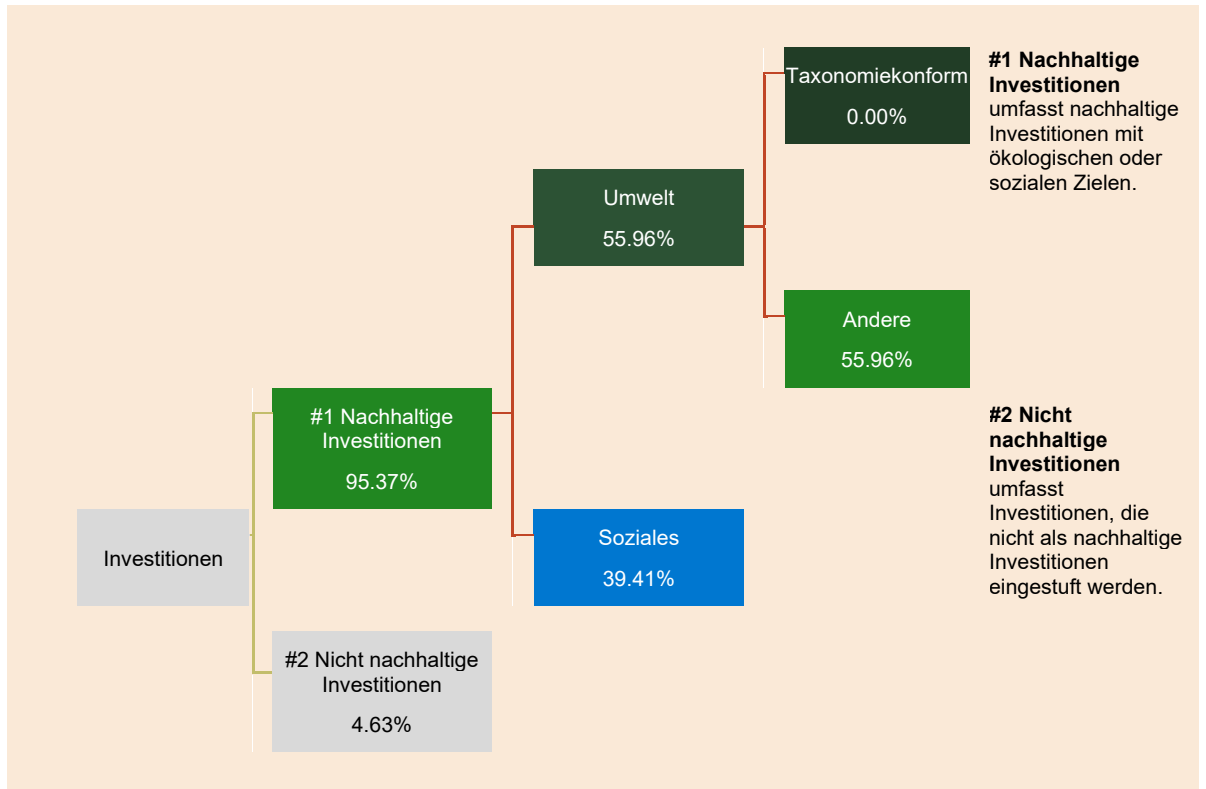 Taxonomiekonform
0.00%
Umwelt
55.96%
Andere
55.96%
#1 Nachhaltige
Investitionen
95.37%
Soziales
39.41%
Investitionen
#2 Nicht nachhaltige
Investitionen
4.63%
#1 Nachhaltige
Investitionen
umfasst nachhaltige
Investitionen mit
ökologischen oder
sozialen Zielen.
#2 Nicht
nachhaltige
Investitionen
umfasst
Investitionen, die
nicht als nachhaltige
Investitionen
eingestuft werden.